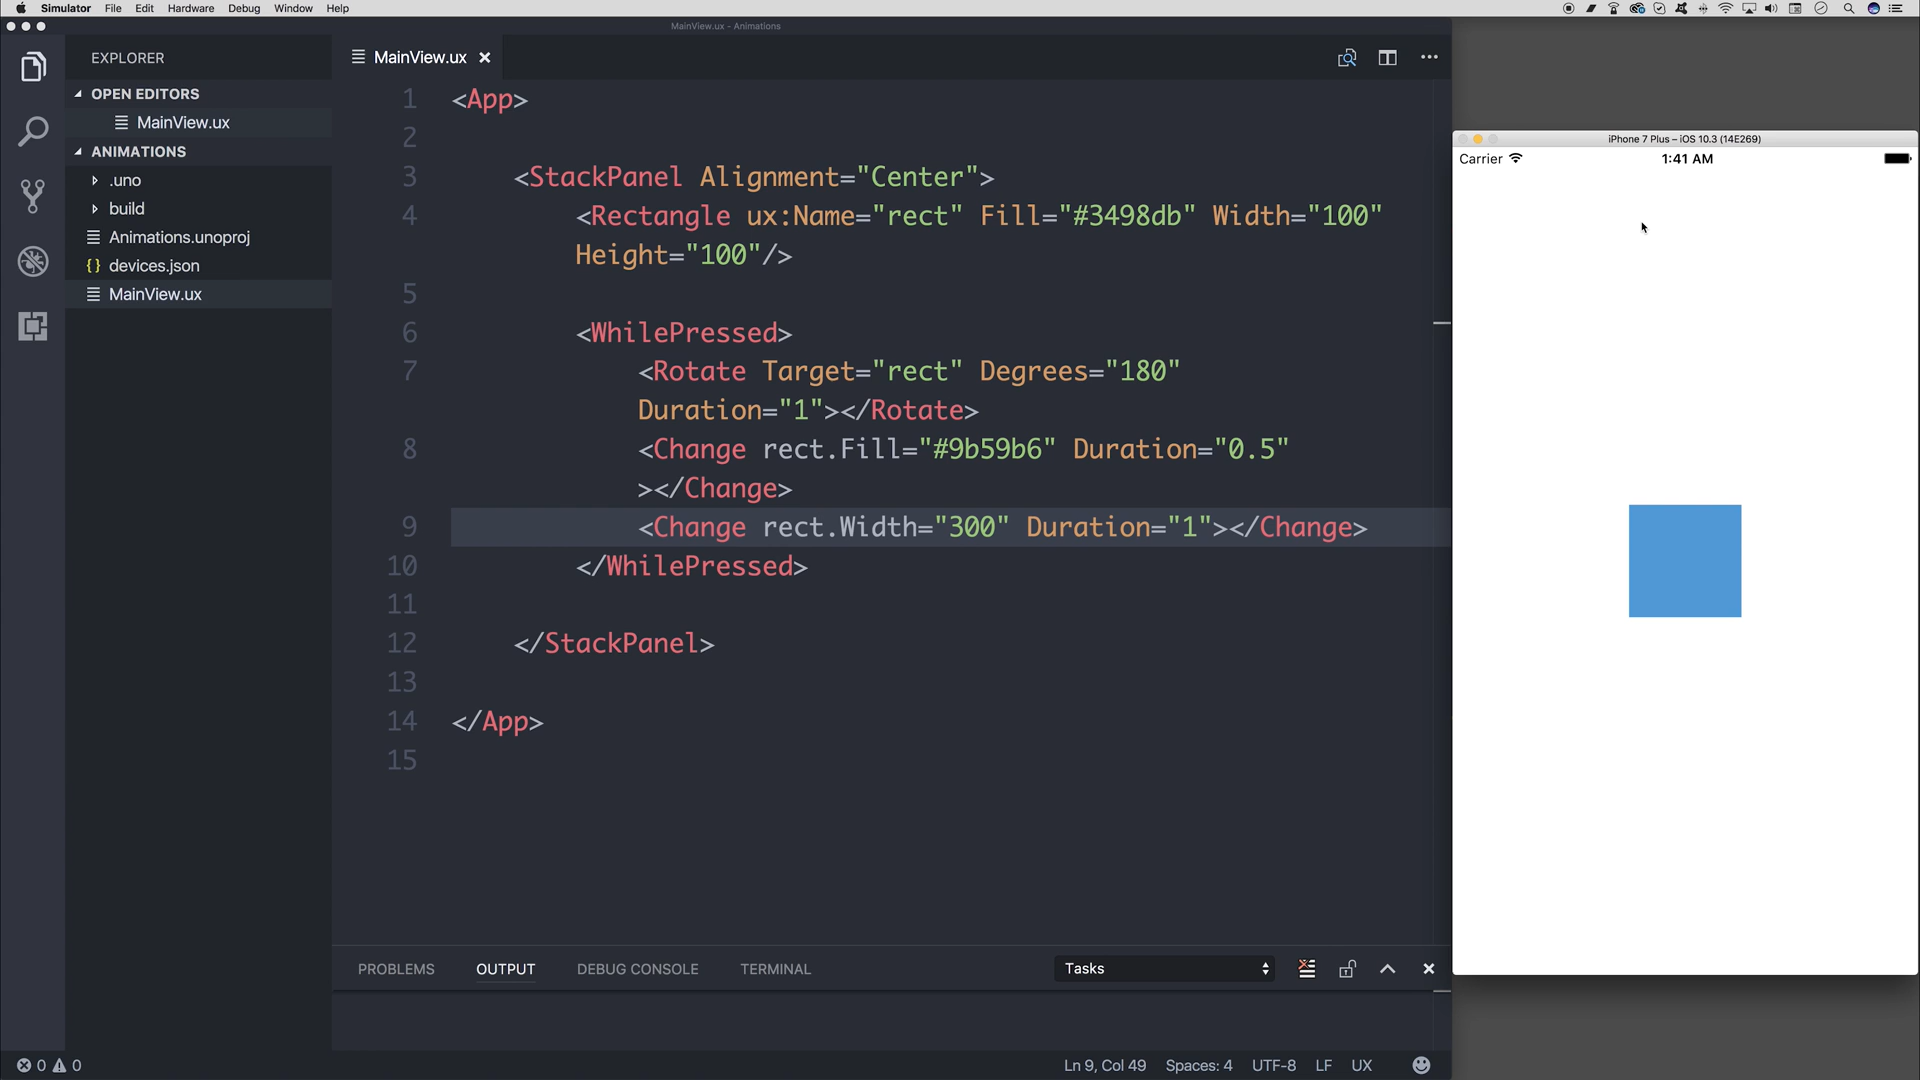 Simulator File Edit Hardware Debug Window Help
MainView.ux - Animations
EXPLORER
OPEN EDITORS
MainView.ux
ANIMATIONS
.uno
build
Animations.unoproj
{} devices.json
MainView.ux
MainView.ux
1 <App>
2
3 <StackPanel Alignment="Center">
4 <Rectangle ux:Name="rect" Fill="#3498db" Width="100"
Height="100"/>
5
6 <WhilePressed>
7 <Rotate Target="rect" Degrees="180"
Duration="1"></Rotate>
8 <Change rect.Fill="#9b59b6" Duration="0.5"
></Change>
9 <Change rect.Width="300" Duration="1"></Change>
10 </WhilePressed>
11
12 </StackPanel>
13
14 </App>
15
PROBLEMS OUTPUT DEBUG CONSOLE TERMINAL Tasks
0 0 Ln 9, Col 49 Spaces: 4 UTF-8 LF UX
iPhone 7 Plus – iOS 10.3 (14E269)
Carrier 1:41 AM